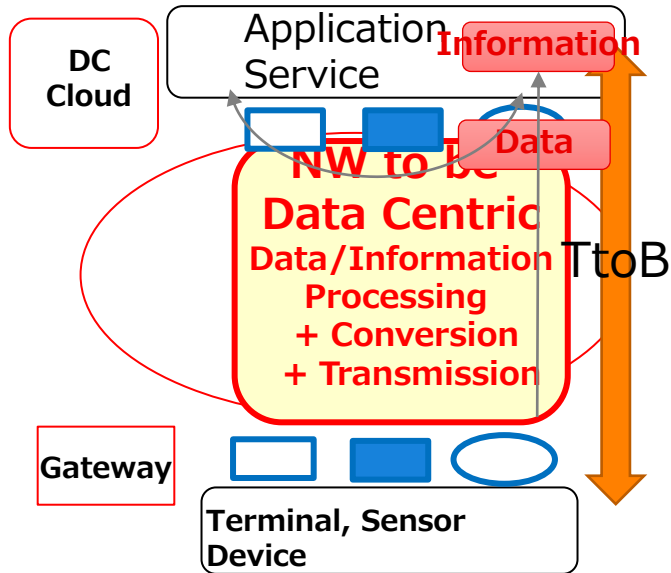 DC
Cloud
Application
Service
Information
Data
NW to be
Data Centric
Data/Information
Processing
+ Conversion
+ Transmission
TtoB
Gateway
Terminal, Sensor
Device